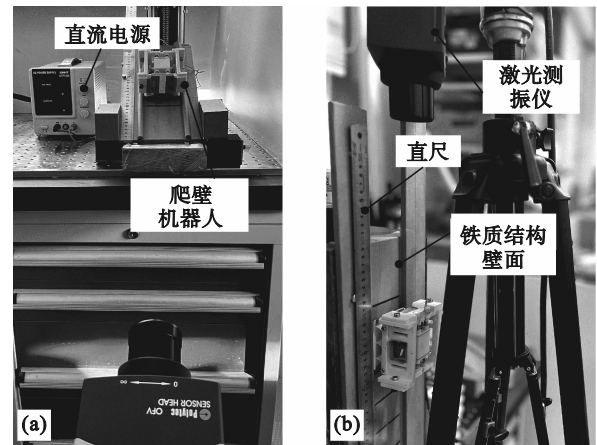 直流电源
爬壁
机器人
(a)
∞ 0
Polytec
OFV
SENSOR HEAD
激光测
振仪
直尺
铁质结构
壁面
(b)